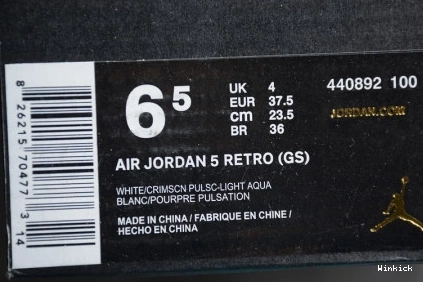 6 5
UK 4
EUR 37.5
cm 23.5
BR 36
440892 100
JORDAN.COM
AIR JORDAN 5 RETRO (GS)
WHITE/CRIMSCN PULSC-LIGHT AQUA
BLANC/POURPRE PULSATION
MADE IN CHINA / FABRIQUE EN CHINE /
HECHO EN CHINA
8 26215 70477 3 14
Winkick